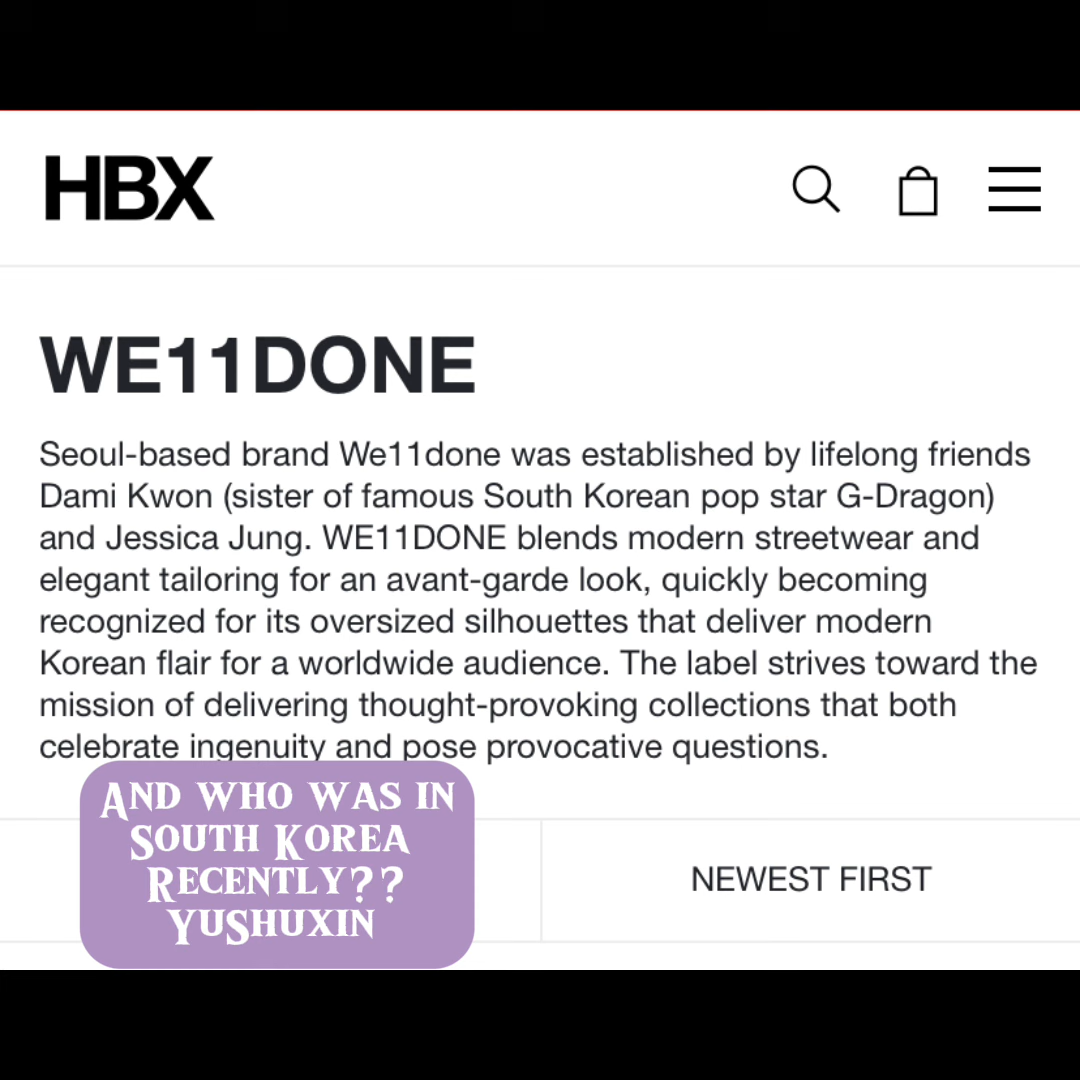 HBX
WE11DONE
Seoul-based brand We11done was established by lifelong friends
Dami Kwon (sister of famous South Korean pop star G-Dragon)
and Jessica Jung. WE11DONE blends modern streetwear and
elegant tailoring for an avant-garde look, quickly becoming
recognized for its oversized silhouettes that deliver modern
Korean flair for a worldwide audience. The label strives toward the
mission of delivering thought-provoking collections that both
celebrate ingenuity and pose provocative questions.
And who was in
South Korea
Recently??
YuShuxin
NEWEST FIRST